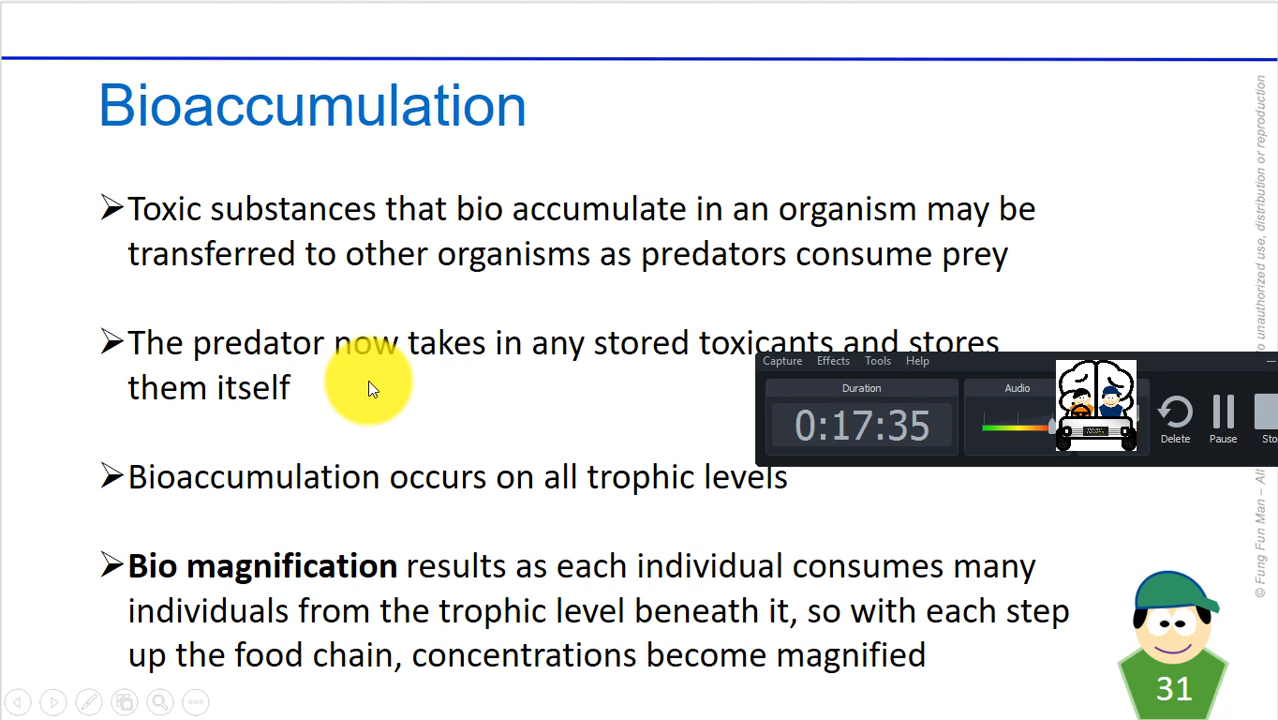 Bioaccumulation
Toxic substances that bio accumulate in an organism may be
transferred to other organisms as predators consume prey
The predator now takes in any stored toxicants and stores
them itself
Capture Effects Tools Help
Duration
Audio
0:17:35
Delete
Pause
Sto
Bioaccumulation occurs on all trophic levels
Bio magnification results as each individual consumes many
individuals from the trophic level beneath it, so with each step
up the food chain, concentrations become magnified
31
© Fung Fun Man – All
to unauthorized use, distribution or reproduction